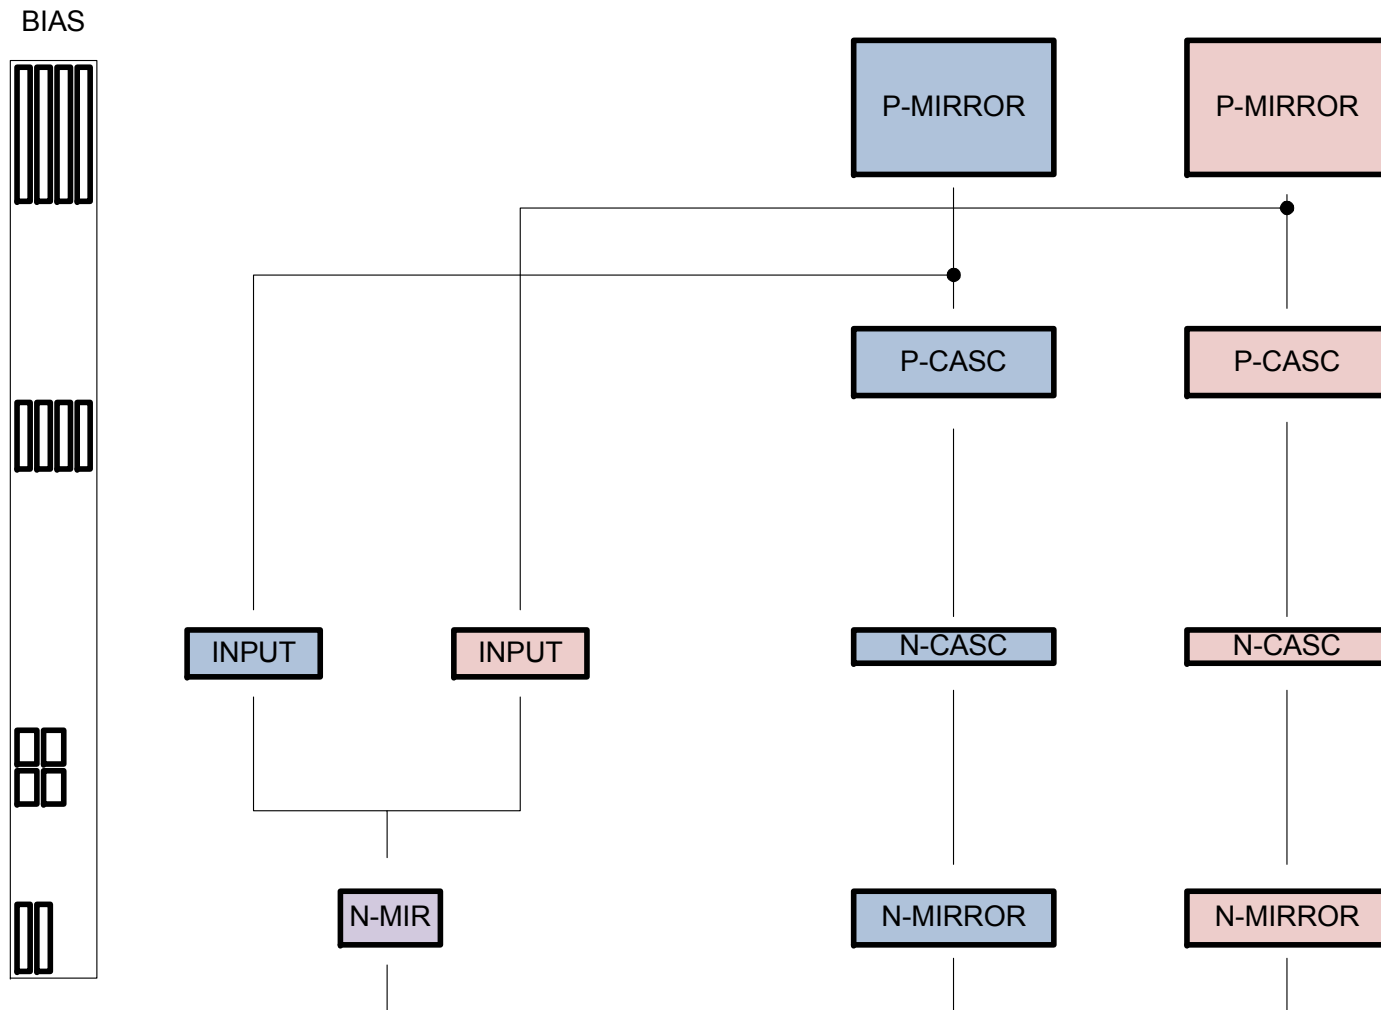 BIAS
P-MIRROR
P-MIRROR
P-CASC
P-CASC
INPUT
INPUT
N-CASC
N-CASC
N-MIR
N-MIRROR
N-MIRROR